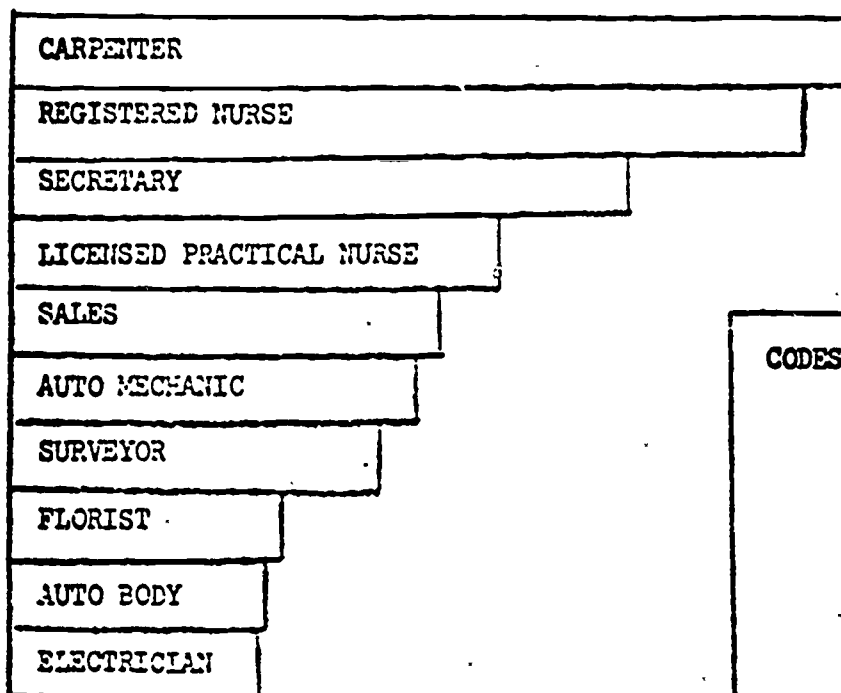 CARPENTER
REGISTERED NURSE
SECRETARY
LICENSED PRACTICAL NURSE
SALES
CODES
AUTO MECHANIC
SURVEYOR
FLORIST
AUTO BODY
ELECTRICIAN